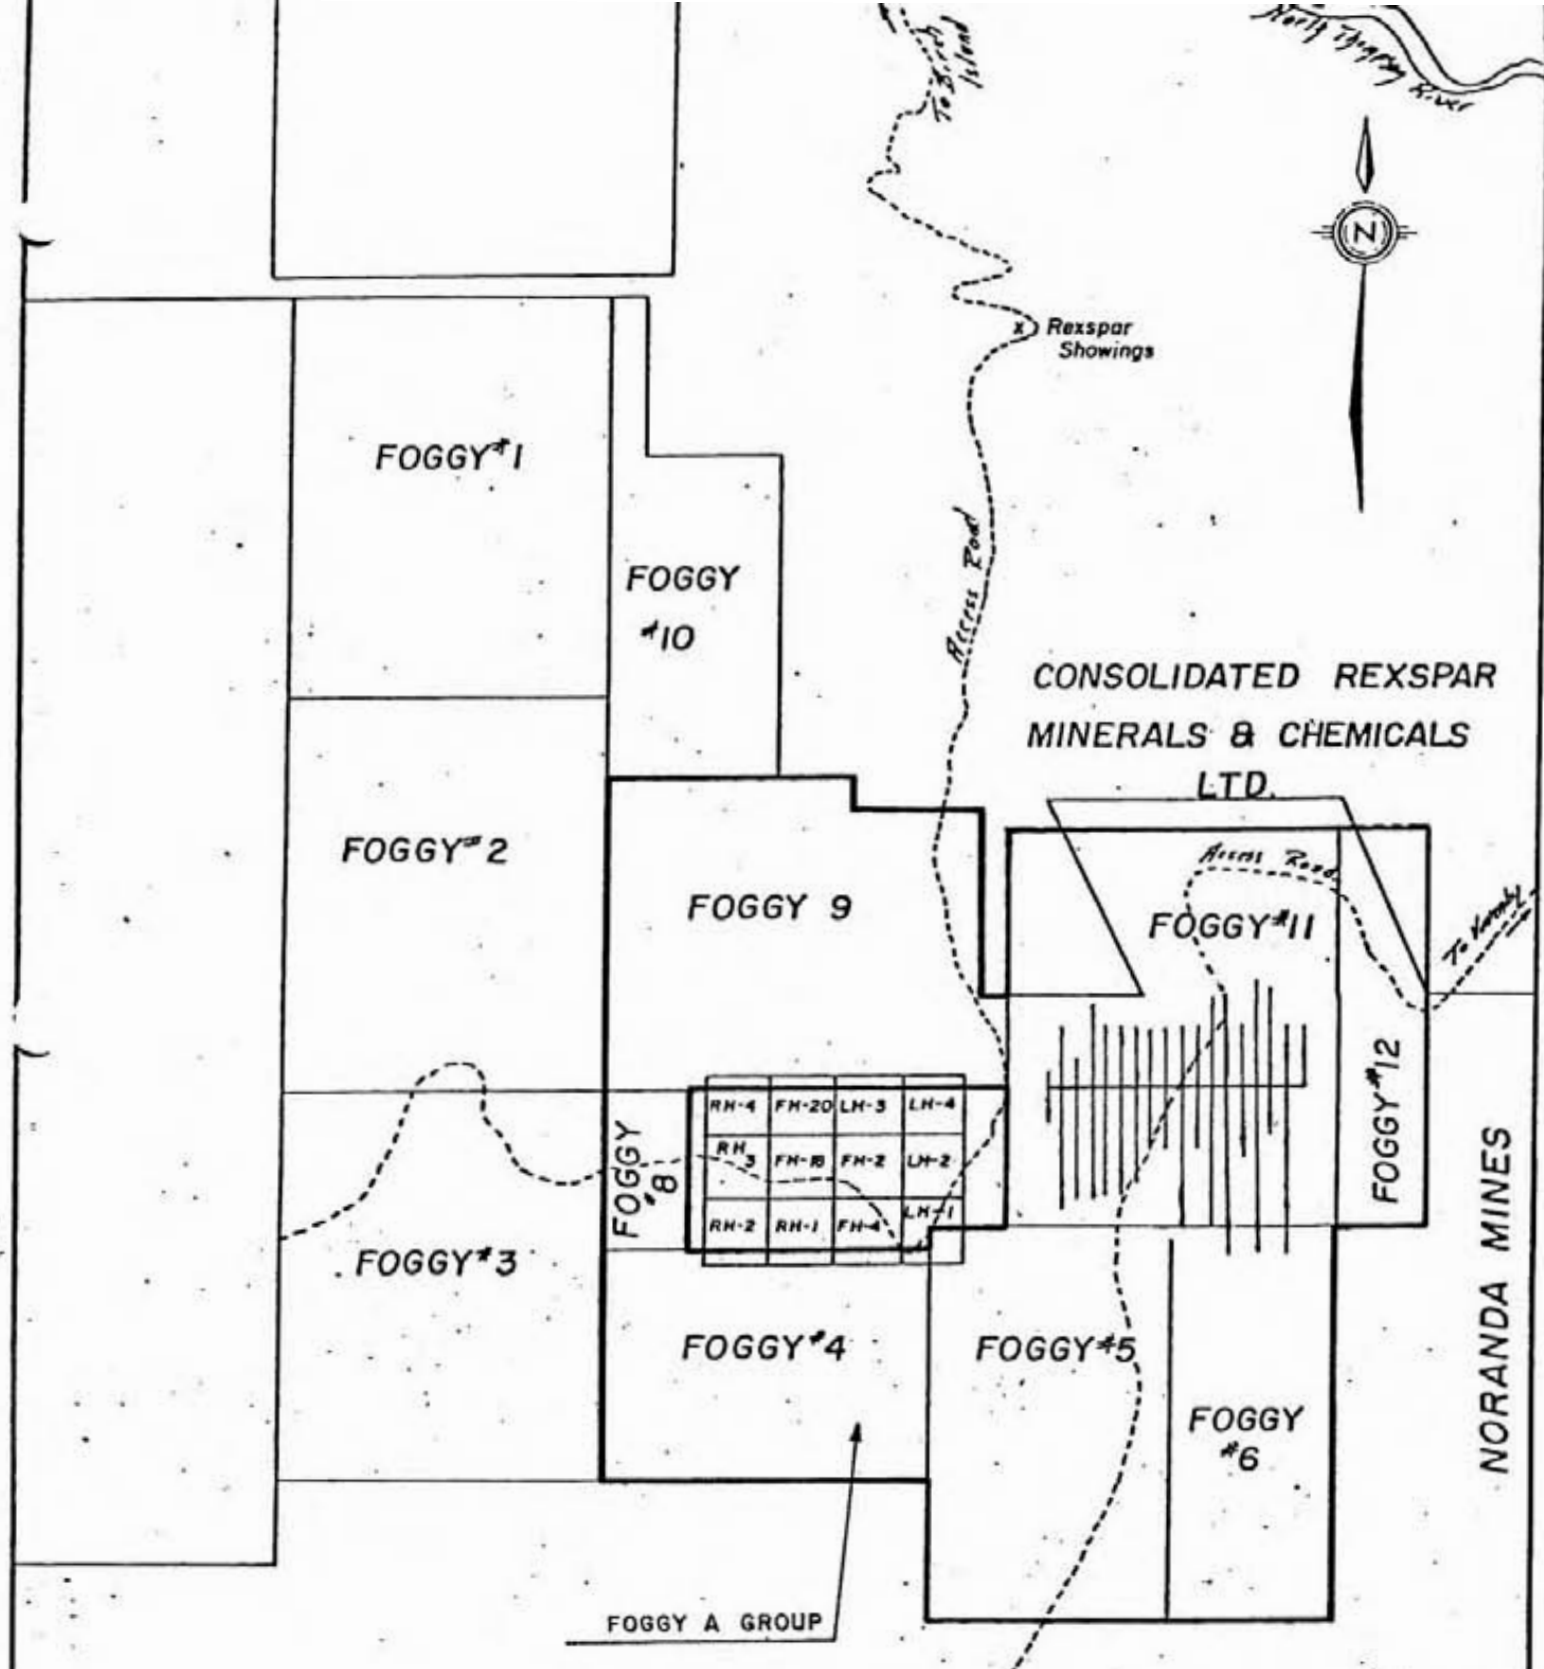 To Birch
Island
North Thompson River
N
x Rexspar
Showings
FOGGY #1
FOGGY
#10
Access Road
CONSOLIDATED REXSPAR
MINERALS & CHEMICALS
LTD.
FOGGY #2
FOGGY 9
Access Road
FOGGY #11
To Vavenby
FOGGY #12
NORANDA MINES
FOGGY
#8
RH-4 FH-20 LH-3 LH-4
RH 3 FH-18 FH-2 LH-2
RH-2 RH-1 FH-4 LH-1
FOGGY #3
FOGGY #4
FOGGY #5
FOGGY
#6
FOGGY A GROUP